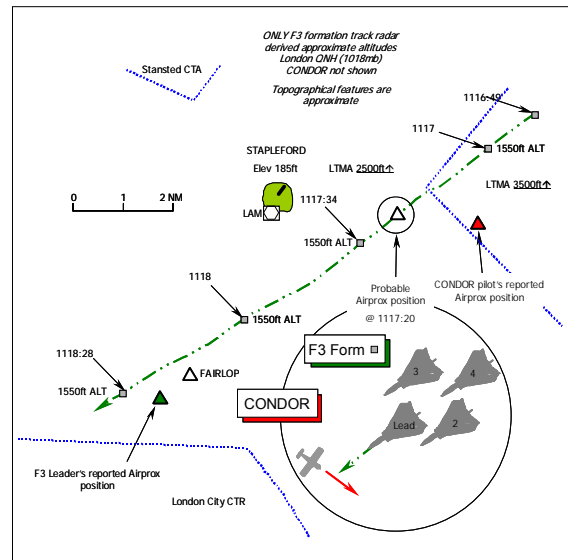 ONLY F3 formation track radar
derived approximate altitudes
London QNH (1018mb)
CONDOR not shown
Topographical features are
approximate
Stansted CTA
1116:49
1117
STAPLEFORD
Elev 185ft
LTMA 2500ft↑
1550ft ALT
LTMA 3500ft↑
0 1 2 NM
LAM
1117:34
1550ft ALT
1118
Probable
Airprox position
@ 1117:20
CONDOR pilot's reported
Airprox position
1550ft ALT
F3 Form
1118:28
FAIRLOP
3
4
1550ft ALT
CONDOR
Lead
2
F3 Leader's reported Airprox
position
London City CTR